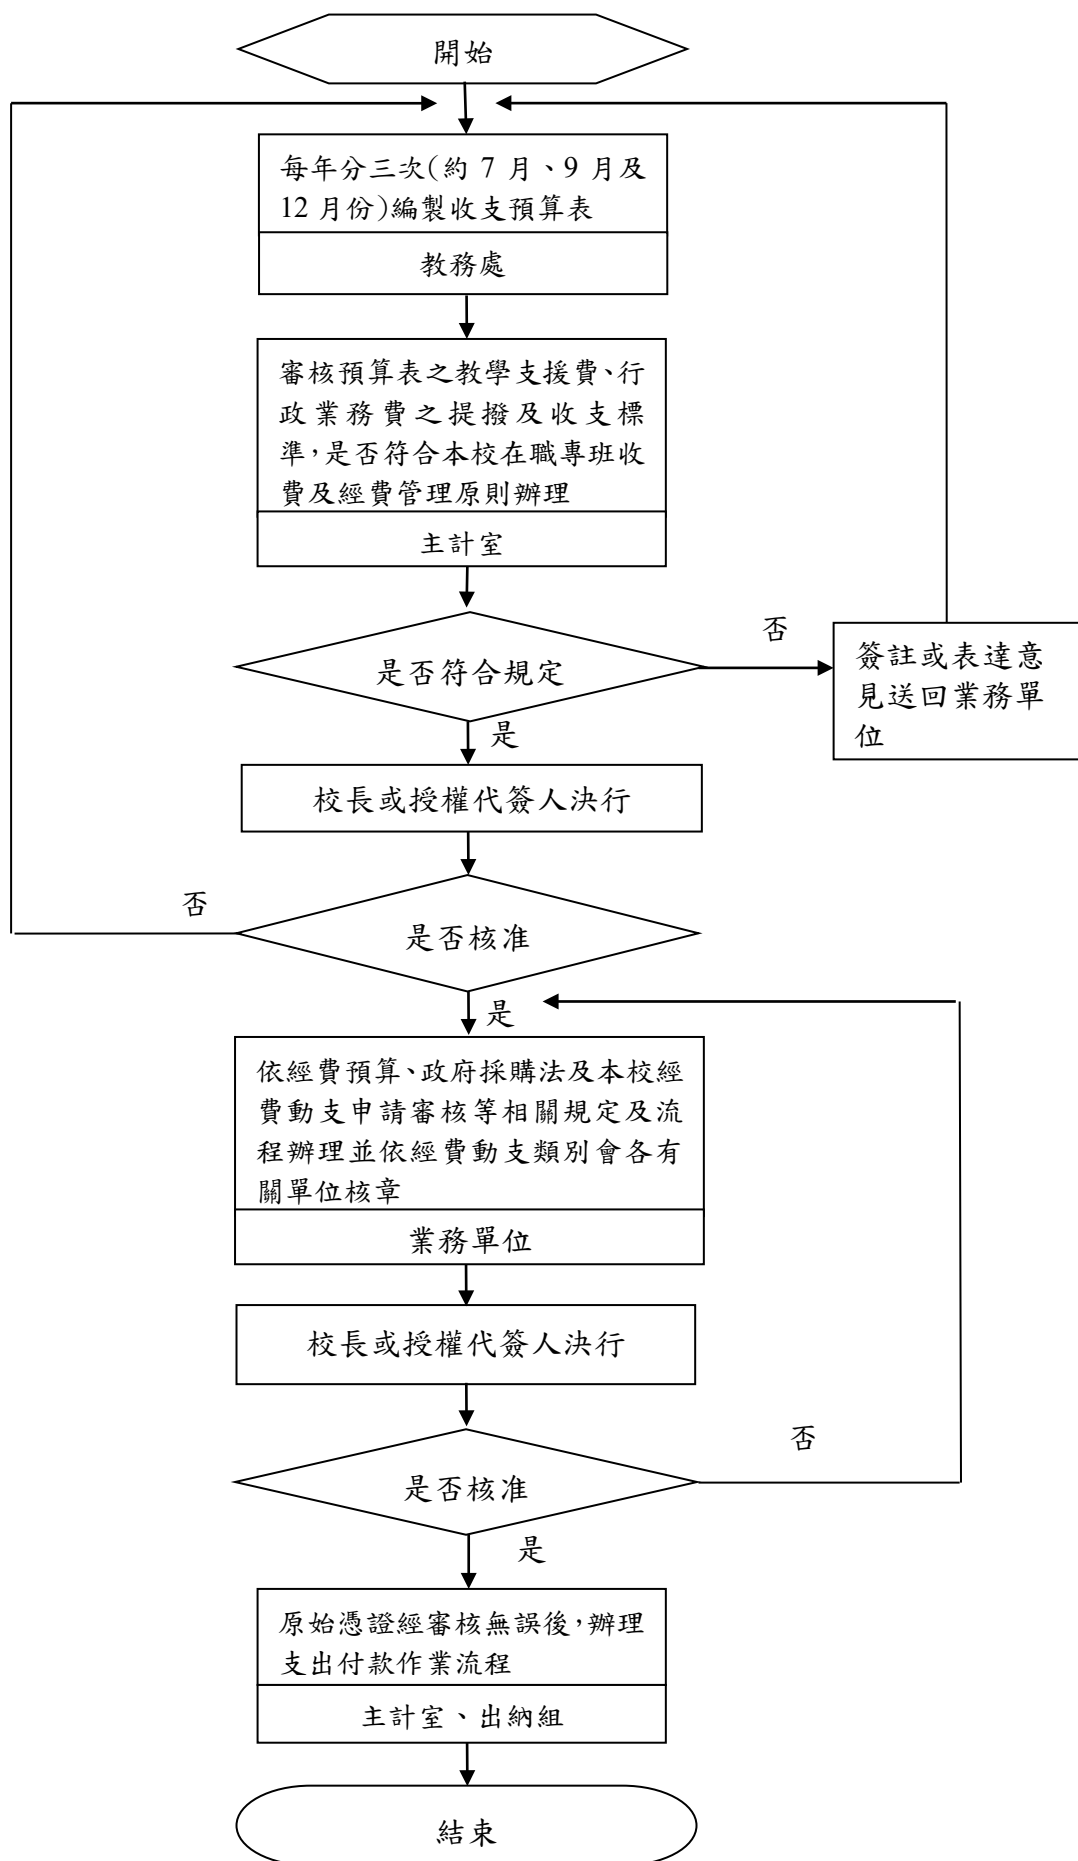 開始
每年分三次(約 7 月、9 月及
12 月份)編製收支預算表
教務處
審核預算表之教學支援費、行
政業務費之提撥及收支標
準,是否符合本校在職專班收
費及經費管理原則辦理
主計室
是否符合規定
否
簽註或表達意
見送回業務單
位
是
校長或授權代簽人決行
否
是否核准
是
依經費預算、政府採購法及本校經
費動支申請審核等相關規定及流
程辦理並依經費動支類別會各有
關單位核章
業務單位
校長或授權代簽人決行
否
是否核准
是
原始憑證經審核無誤後,辦理
支出付款作業流程
主計室、出納組
結束